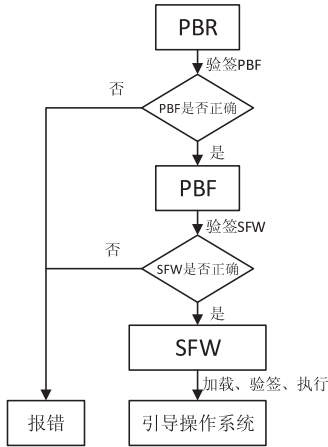 PBR
验签PBF
否
PBF是否正确
是
PBF
验签SFW
否
SFW是否正确
是
SFW
加载、验签、执行
报错
引导操作系统